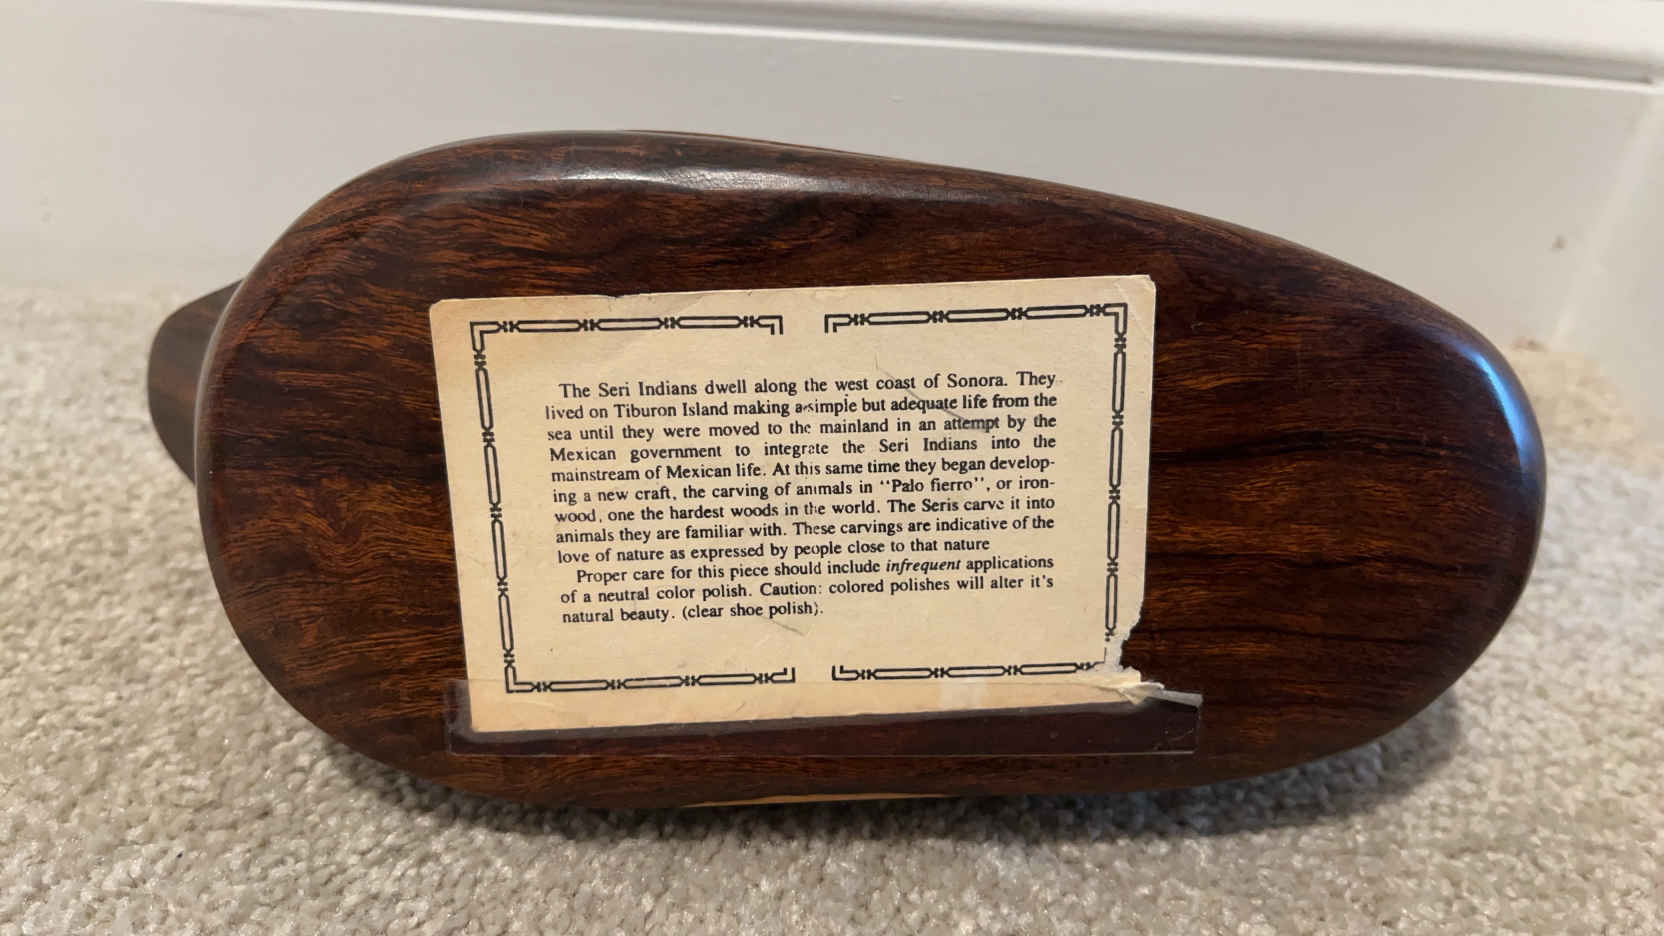 The Seri Indians dwell along the west coast of Sonora. They
lived on Tiburon Island making a simple but adequate life from the
sea until they were moved to the mainland in an attempt by the
Mexican government to integrate the Seri Indians into the
mainstream of Mexican life. At this same time they began develop-
ing a new craft, the carving of animals in "Palo fierro", or iron-
wood, one the hardest woods in the world. The Seris carve it into
animals they are familiar with. These carvings are indicative of the
love of nature as expressed by people close to that nature
Proper care for this piece should include infrequent applications
of a neutral color polish. Caution: colored polishes will alter it's
natural beauty. (clear shoe polish).